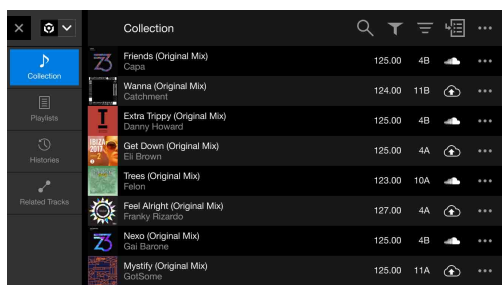 Collection
Collection
Friends (Original Mix)
Capa
125.00 4B
Wanna (Original Mix)
Catchment
124.00 11B
Playlists
Extra Trippy (Original Mix)
Danny Howard
125.00 4B
Histories
IBIZA
2017
Get Down (Original Mix)
Eli Brown
125.00 4A
Trees (Original Mix)
Felon
123.00 10A
Related Tracks
Feel Alright (Original Mix)
Franky Rizardo
127.00 4A
Nexo (Original Mix)
Gai Barone
125.00 4B
Mystify (Original Mix)
GotSome
125.00 11A